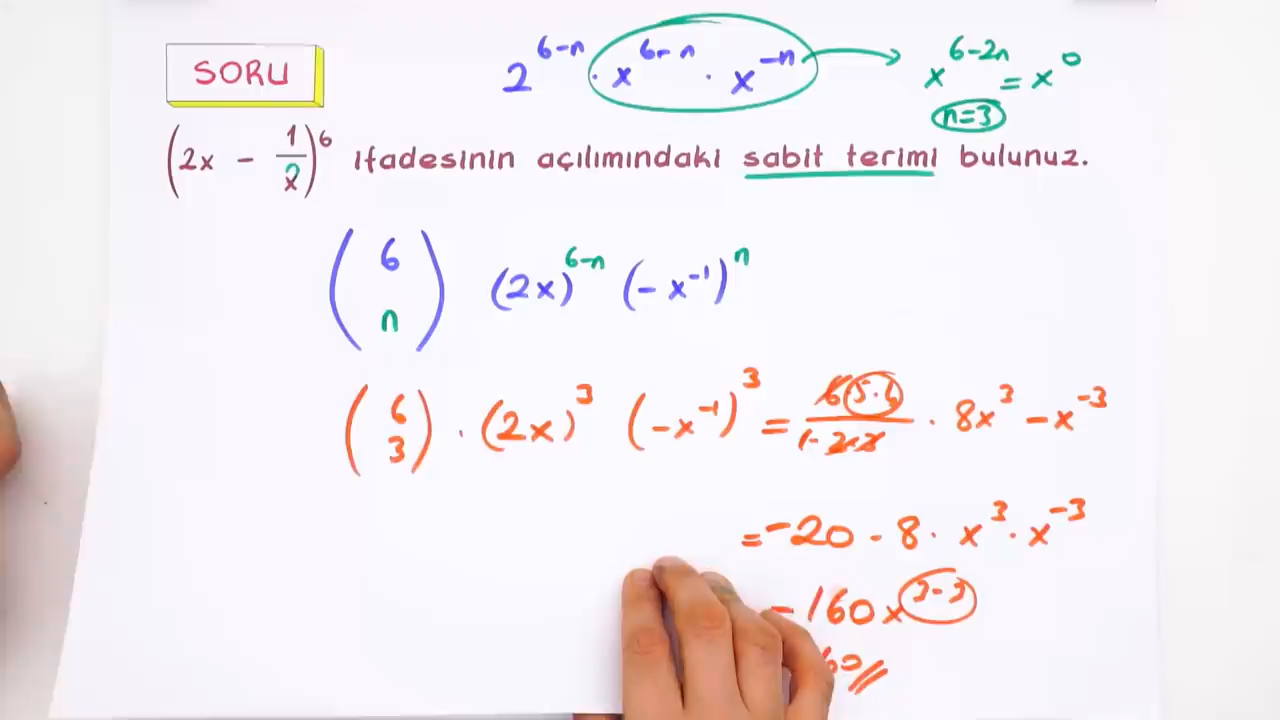 SORU
2^(6-n) · x^(6-n) · x^(-n) → x^(6-2n) = x^0
n=3
(2x - 1/x)^6 ifadesinin açılımındaki sabit terimi bulunuz.
(6 n) (2x)^(6-n) (-x^(-1))^n
(6 3) · (2x)^3 (-x^(-1))^3 = 6·5·4 / 1·2·3 · 8x^3 - x^(-3)
= -20 · 8 · x^3 · x^(-3)
- 160x^(3-3)
60//